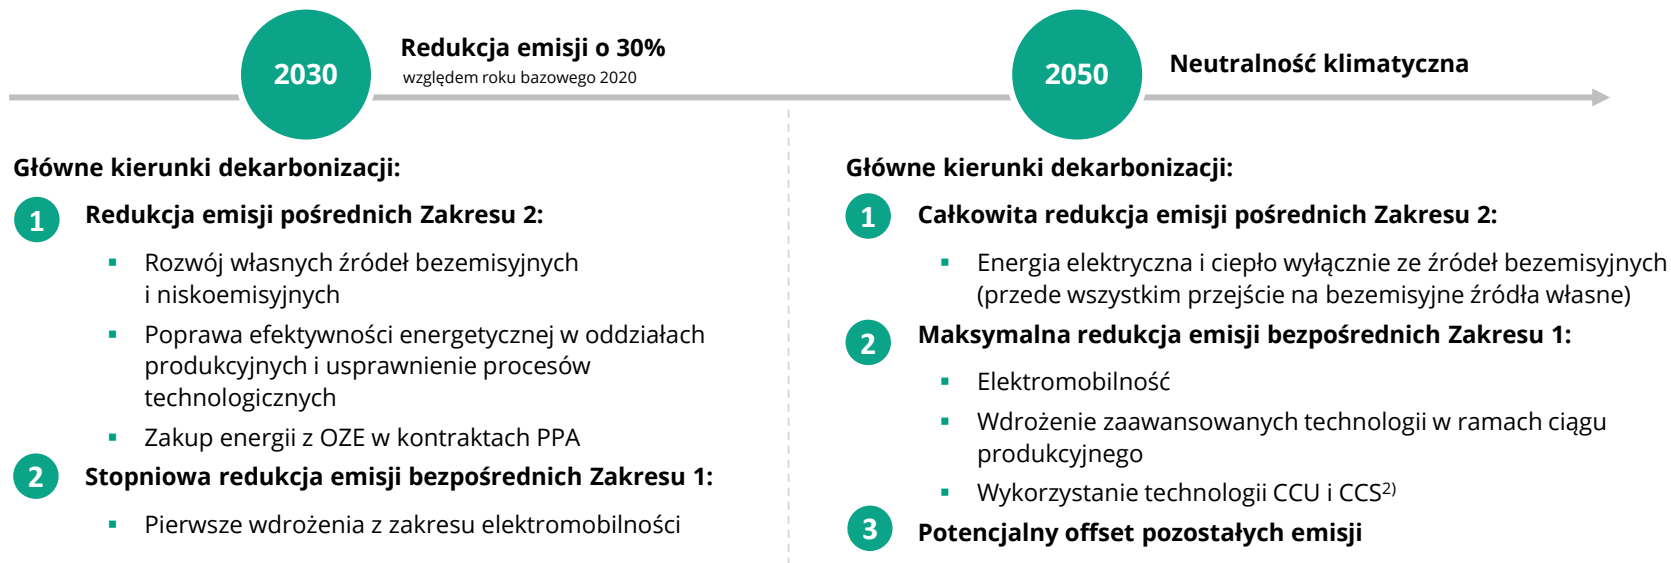 2030
Redukcja emisji o 30%
względem roku bazowego 2020
2050
Neutralność klimatyczna
Główne kierunki dekarbonizacji:
1 Redukcja emisji pośrednich Zakresu 2:
▪ Rozwój własnych źródeł bezemisyjnych
i niskoemisyjnych
▪ Poprawa efektywności energetycznej w oddziałach
produkcyjnych i usprawnienie procesów
technologicznych
▪ Zakup energii z OZE w kontraktach PPA
2 Stopniowa redukcja emisji bezpośrednich Zakresu 1:
▪ Pierwsze wdrożenia z zakresu elektromobilności
Główne kierunki dekarbonizacji:
1 Całkowita redukcja emisji pośrednich Zakresu 2:
▪ Energia elektryczna i ciepło wyłącznie ze źródeł bezemisyjnych
(przede wszystkim przejście na bezemisyjne źródła własne)
2 Maksymalna redukcja emisji bezpośrednich Zakresu 1:
▪ Elektromobilność
▪ Wdrożenie zaawansowanych technologii w ramach ciągu
produkcyjnego
▪ Wykorzystanie technologii CCU i CCS2)
3 Potencjalny offset pozostałych emisji